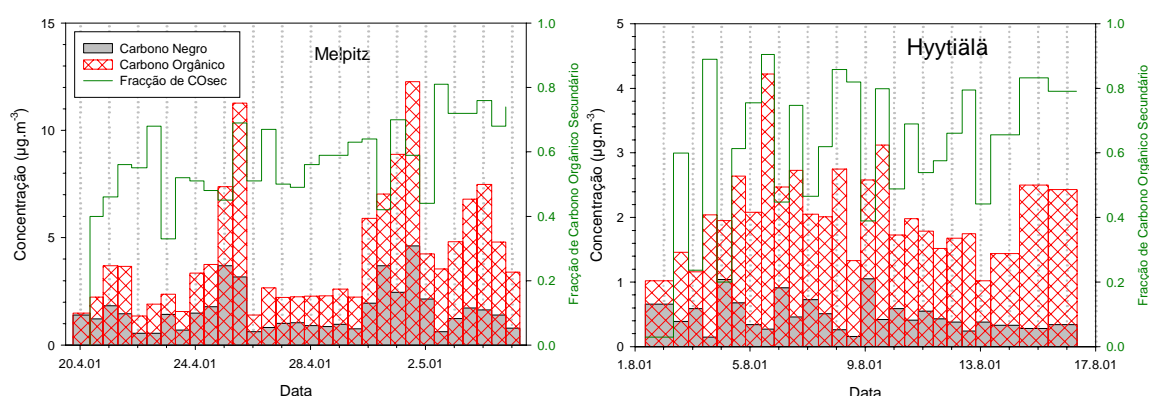 Melpitz
Carbono Negro
Carbono Orgânico
Fracção de COsec
Concentração (µg.m-3)
15
10
5
0
Fracção de Carbono Orgânico Secundário
1.0
0.8
0.6
0.4
0.2
0.0
20.4.01 24.4.01 28.4.01 2.5.01
Data
Hyytiälä
Concentração (µg.m-3)
5
4
3
2
1
0
Fracção de Carbono Orgânico Secundário
1.0
0.8
0.6
0.4
0.2
0.0
1.8.01 5.8.01 9.8.01 13.8.01 17.8.01
Data